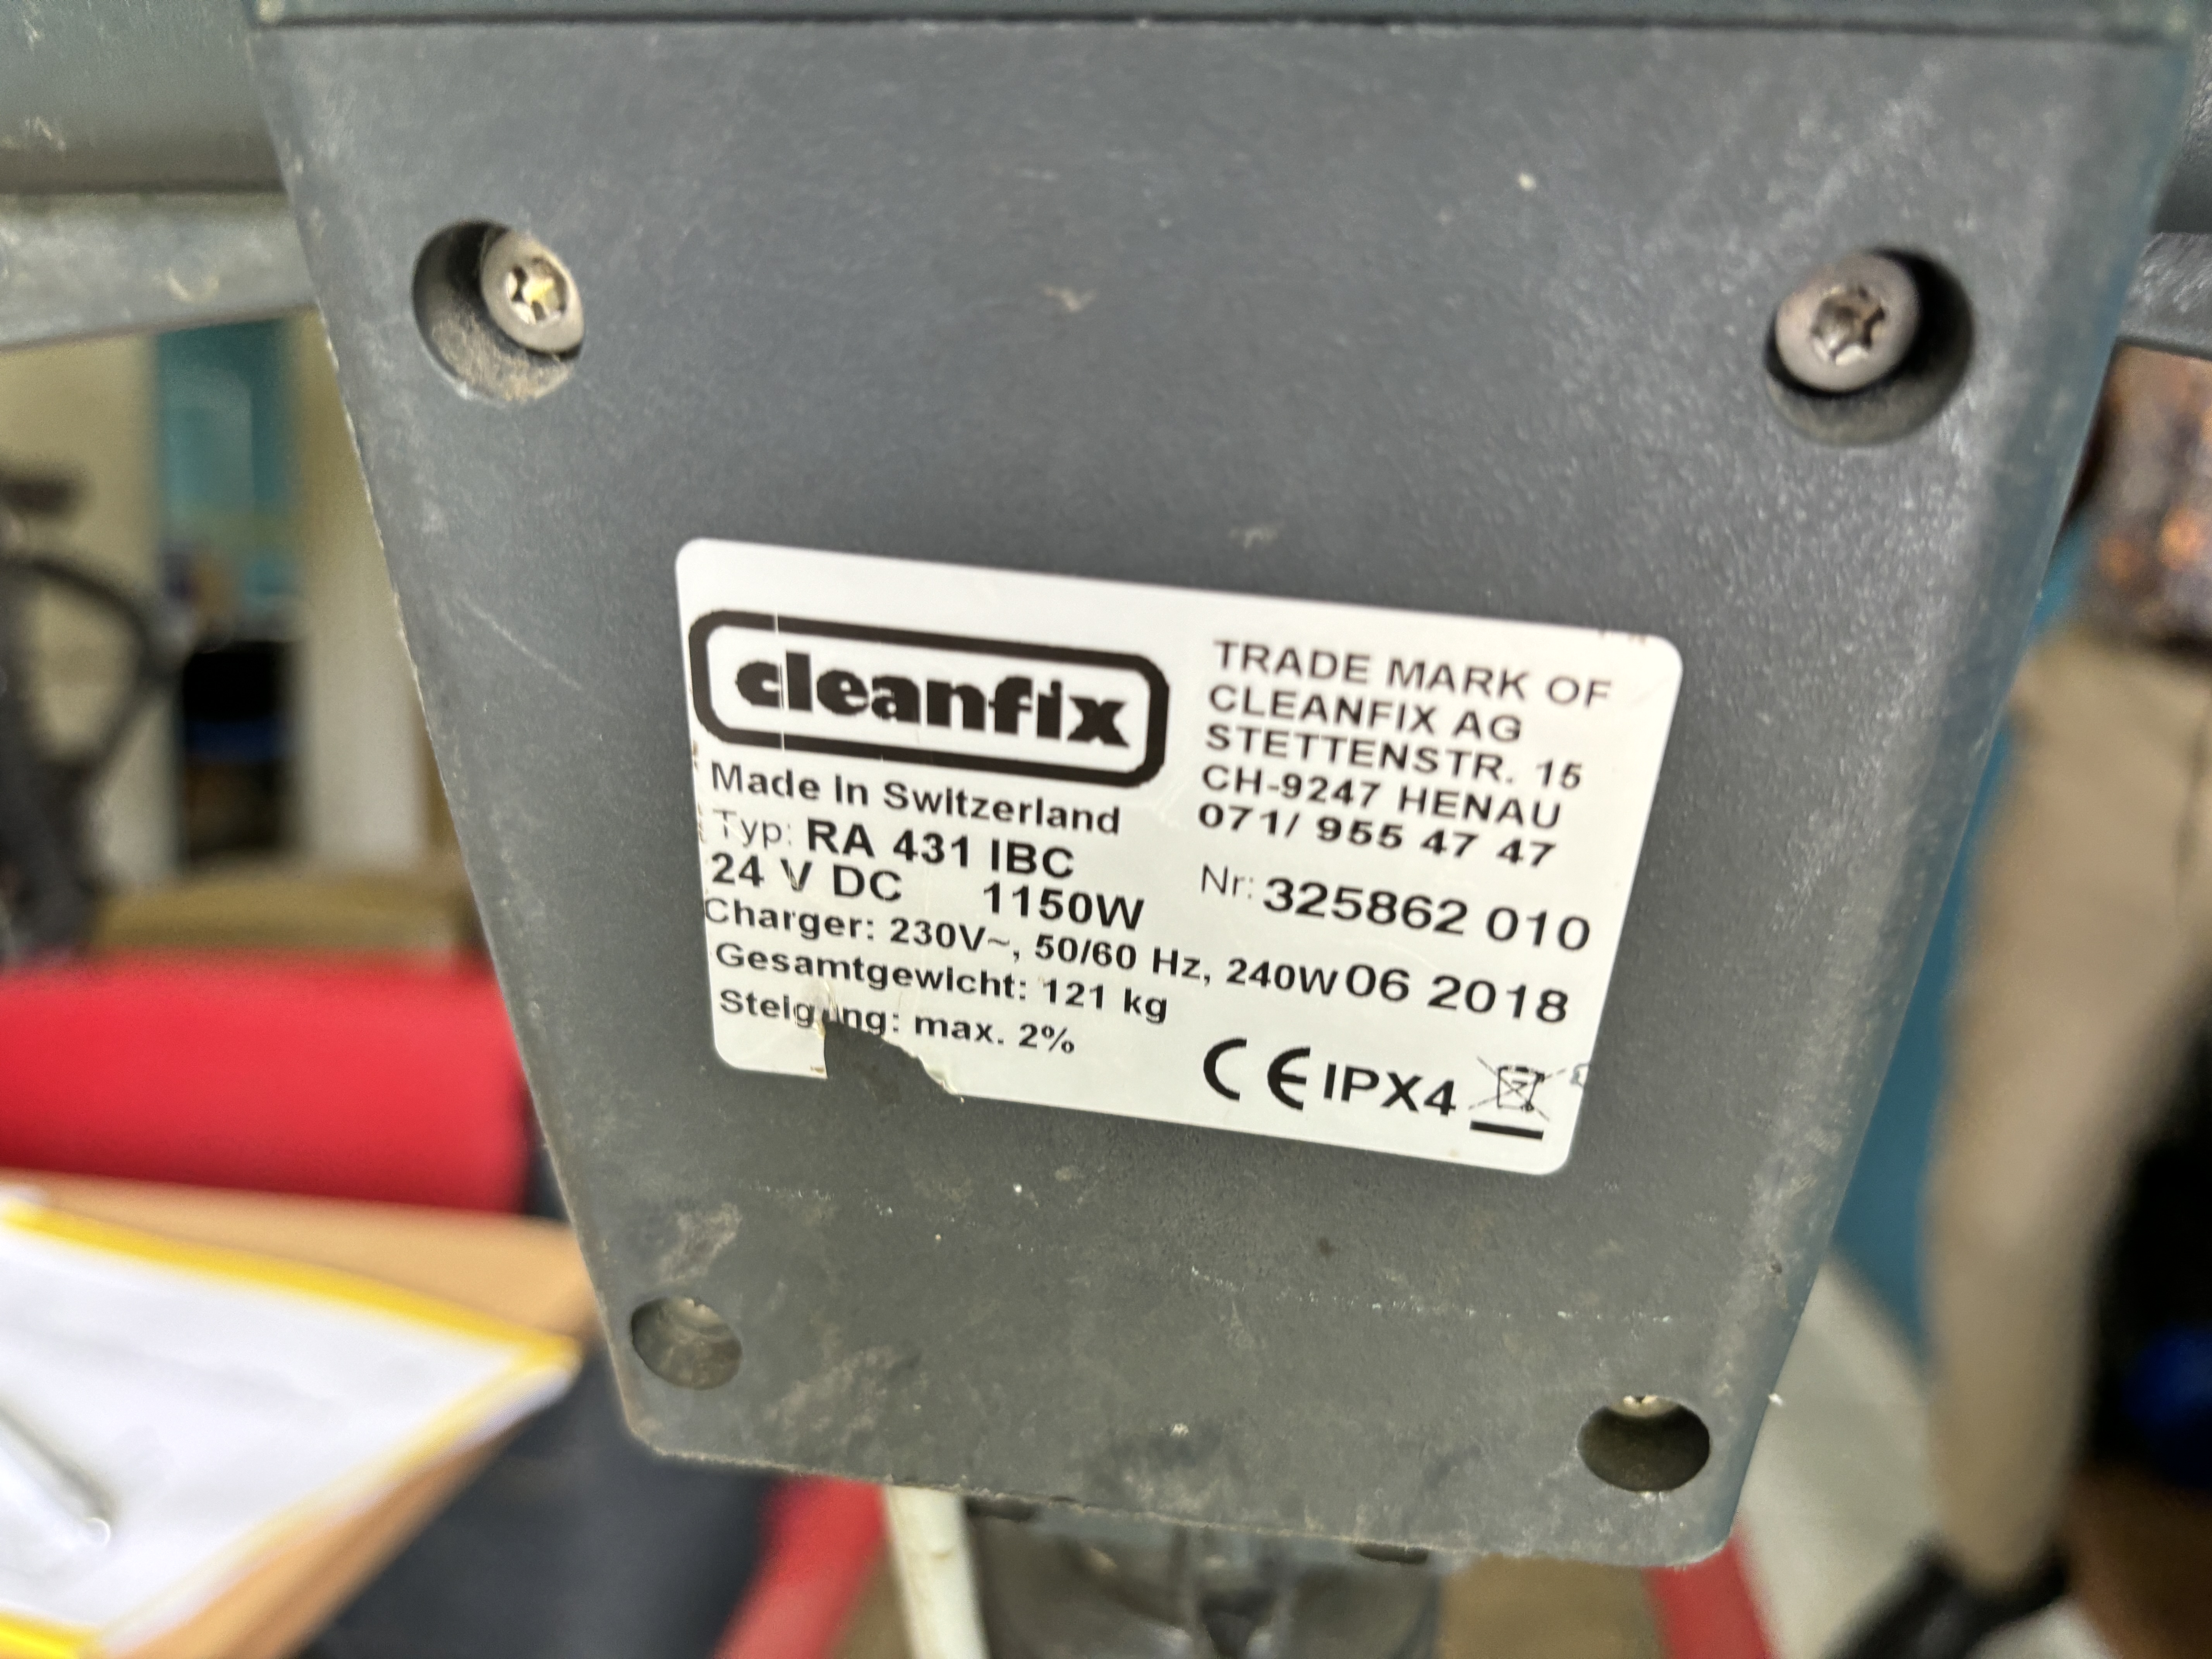 cleanfix
Made in Switzerland
Typ: RA 431 IBC
24 V DC 1150W
Charger: 230V~, 50/60 Hz, 240W
Gesamtgewicht: 121 kg
Steigung: max. 2%
TRADE MARK OF
CLEANFIX AG
STETTENSTR. 15
CH-9247 HENAU
071/ 955 47 47
Nr: 325862 010
06 2018
CE IPX4